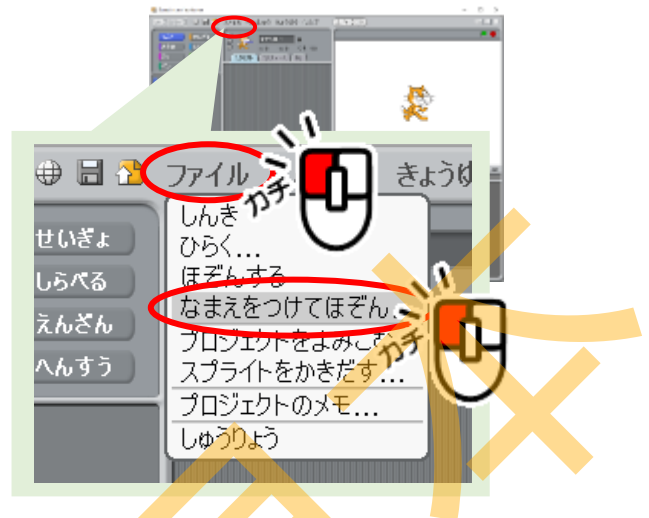 ファイル
きょうゆ
カチ
しんき
ひらく...
ほぞんする
なまえをつけてほぞん
プロジェクトをよみこむ
スプライトをかきだす...
カチ
プロジェクトのメモ...
しゅうりょう
せいぎょ
しらべる
えんざん
へんすう